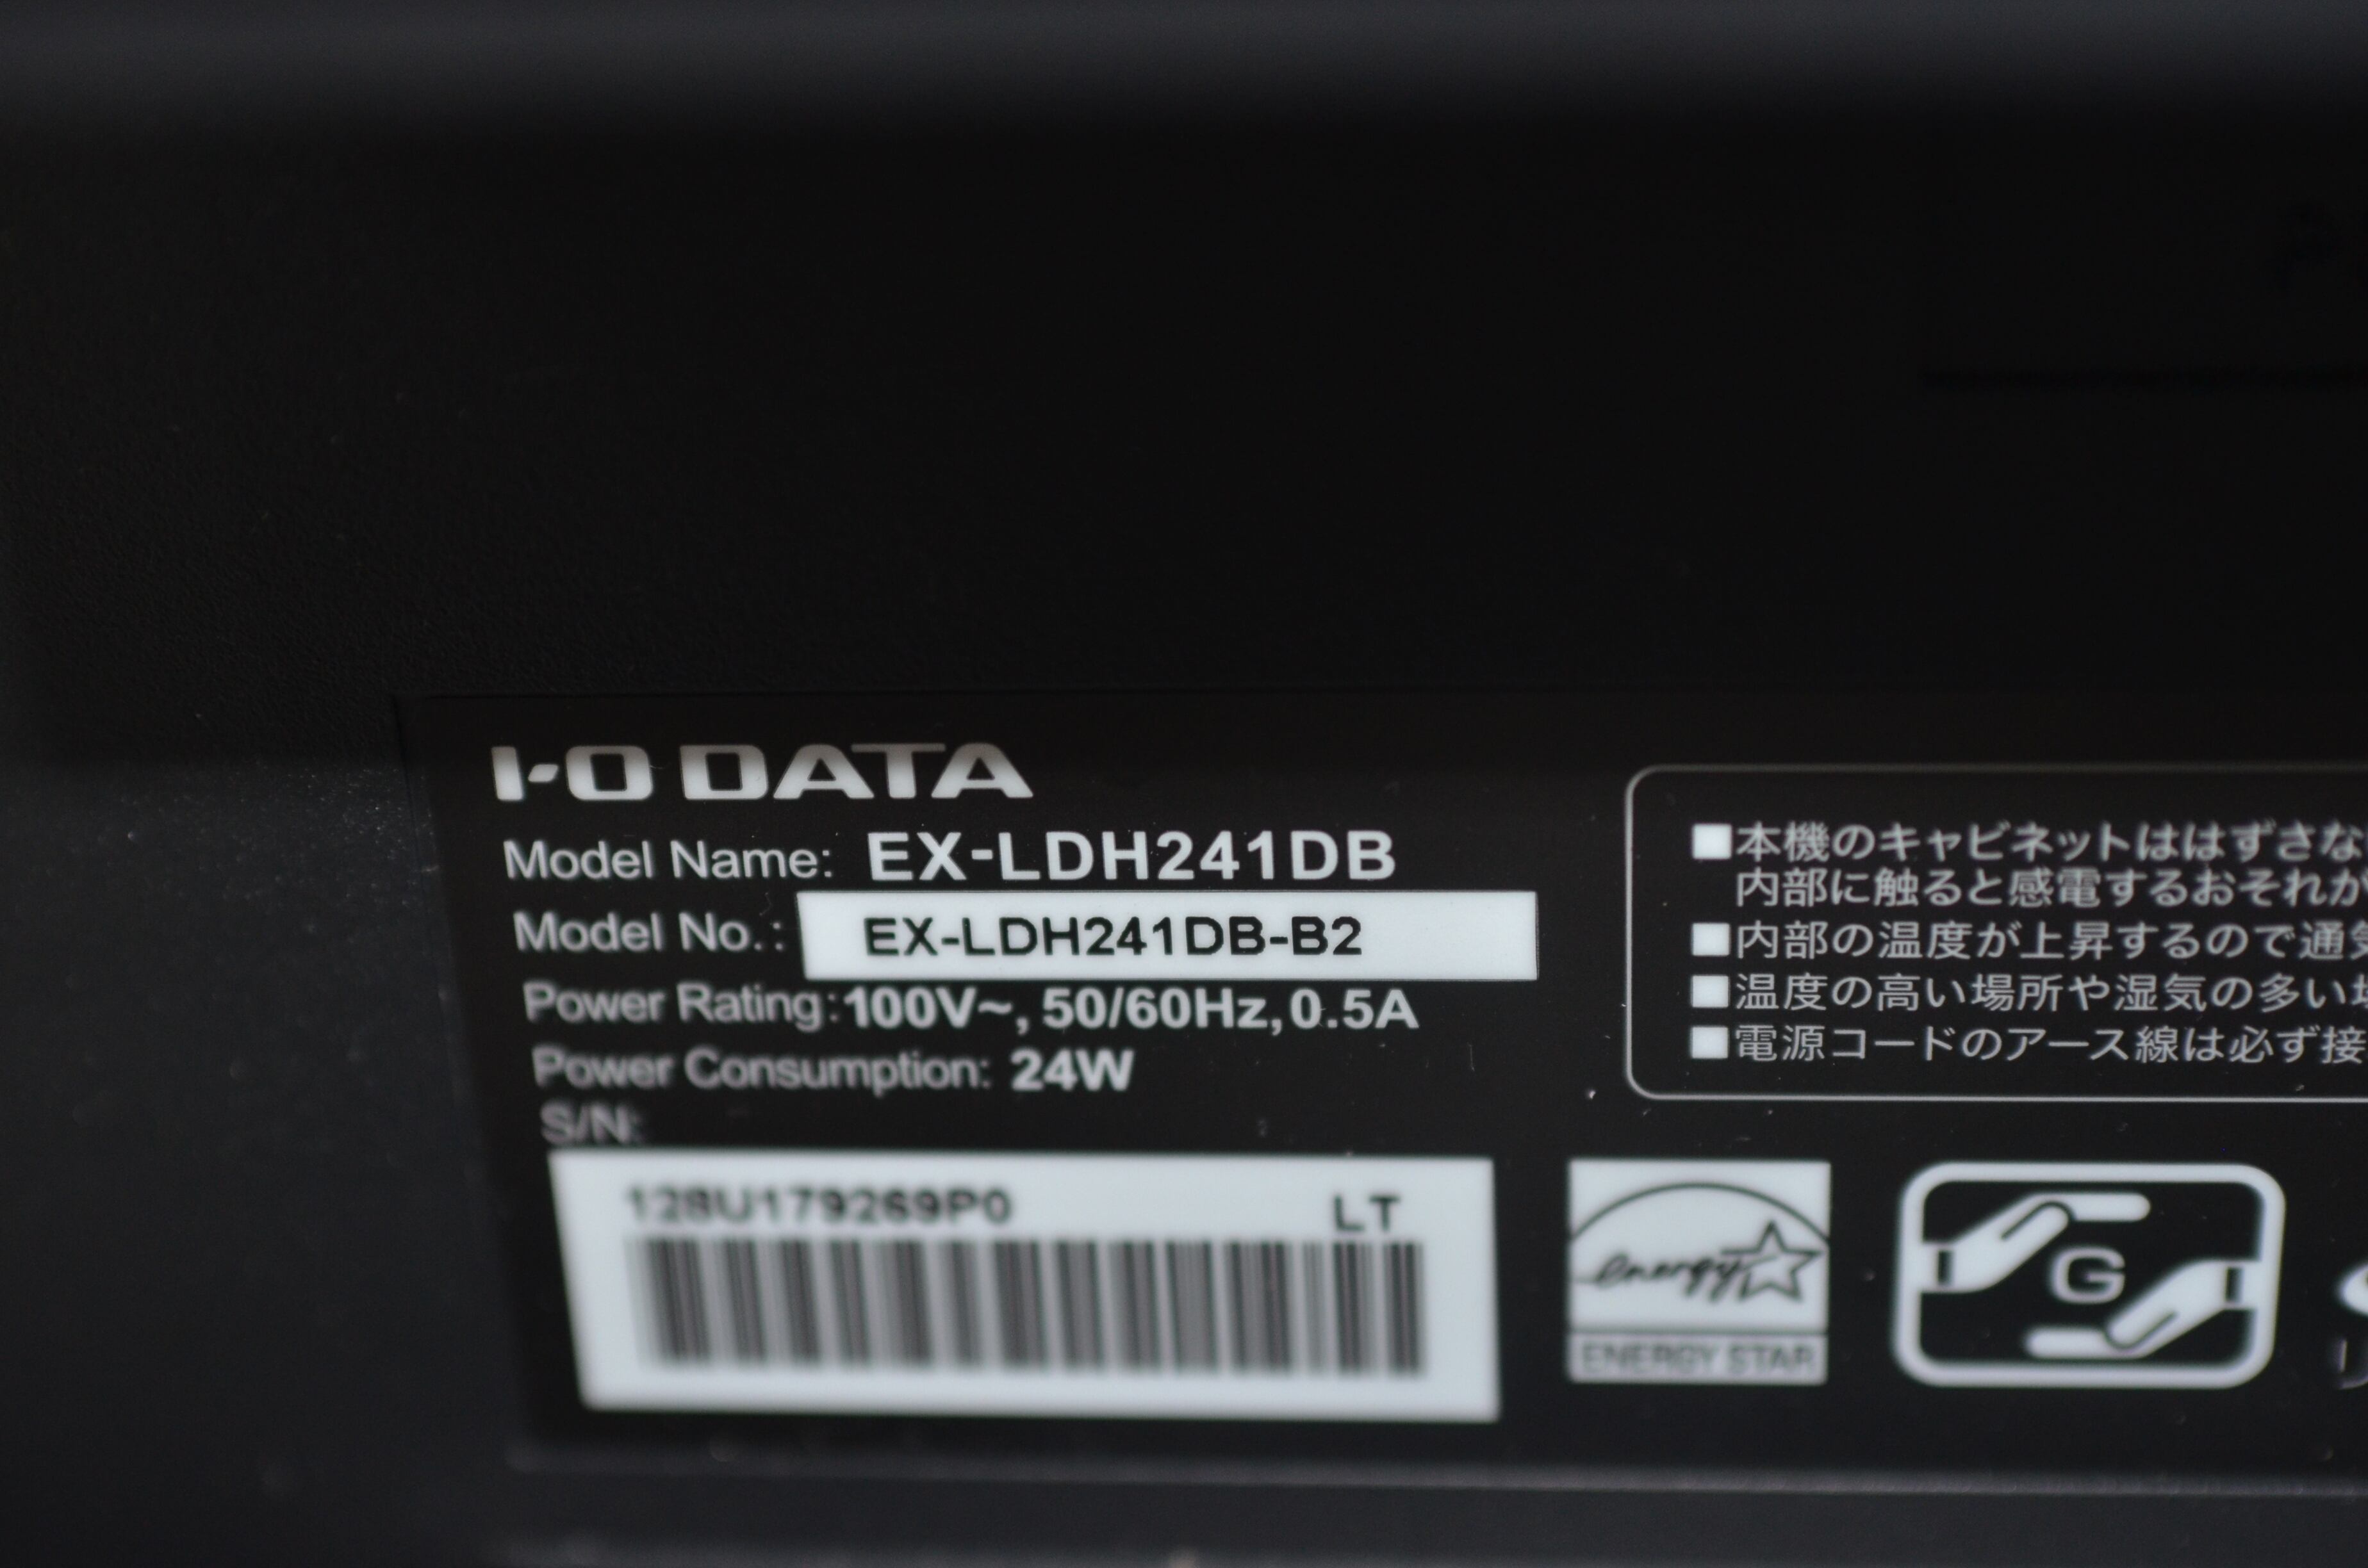 I-O DATA
Model Name: EX-LDH241DB
Model No.: EX-LDH241DB-B2
Power Rating:100V~, 50/60Hz, 0.5A
Power Consumption: 24W
S/N:
128U179269P0 LT
■本機のキャビネットははずさな
内部に触ると感電するおそれが
■内部の温度が上昇するので通気
■温度の高い場所や湿気の多い場
■電源コードのアース線は必ず接
energy
ENERGY STAR
G